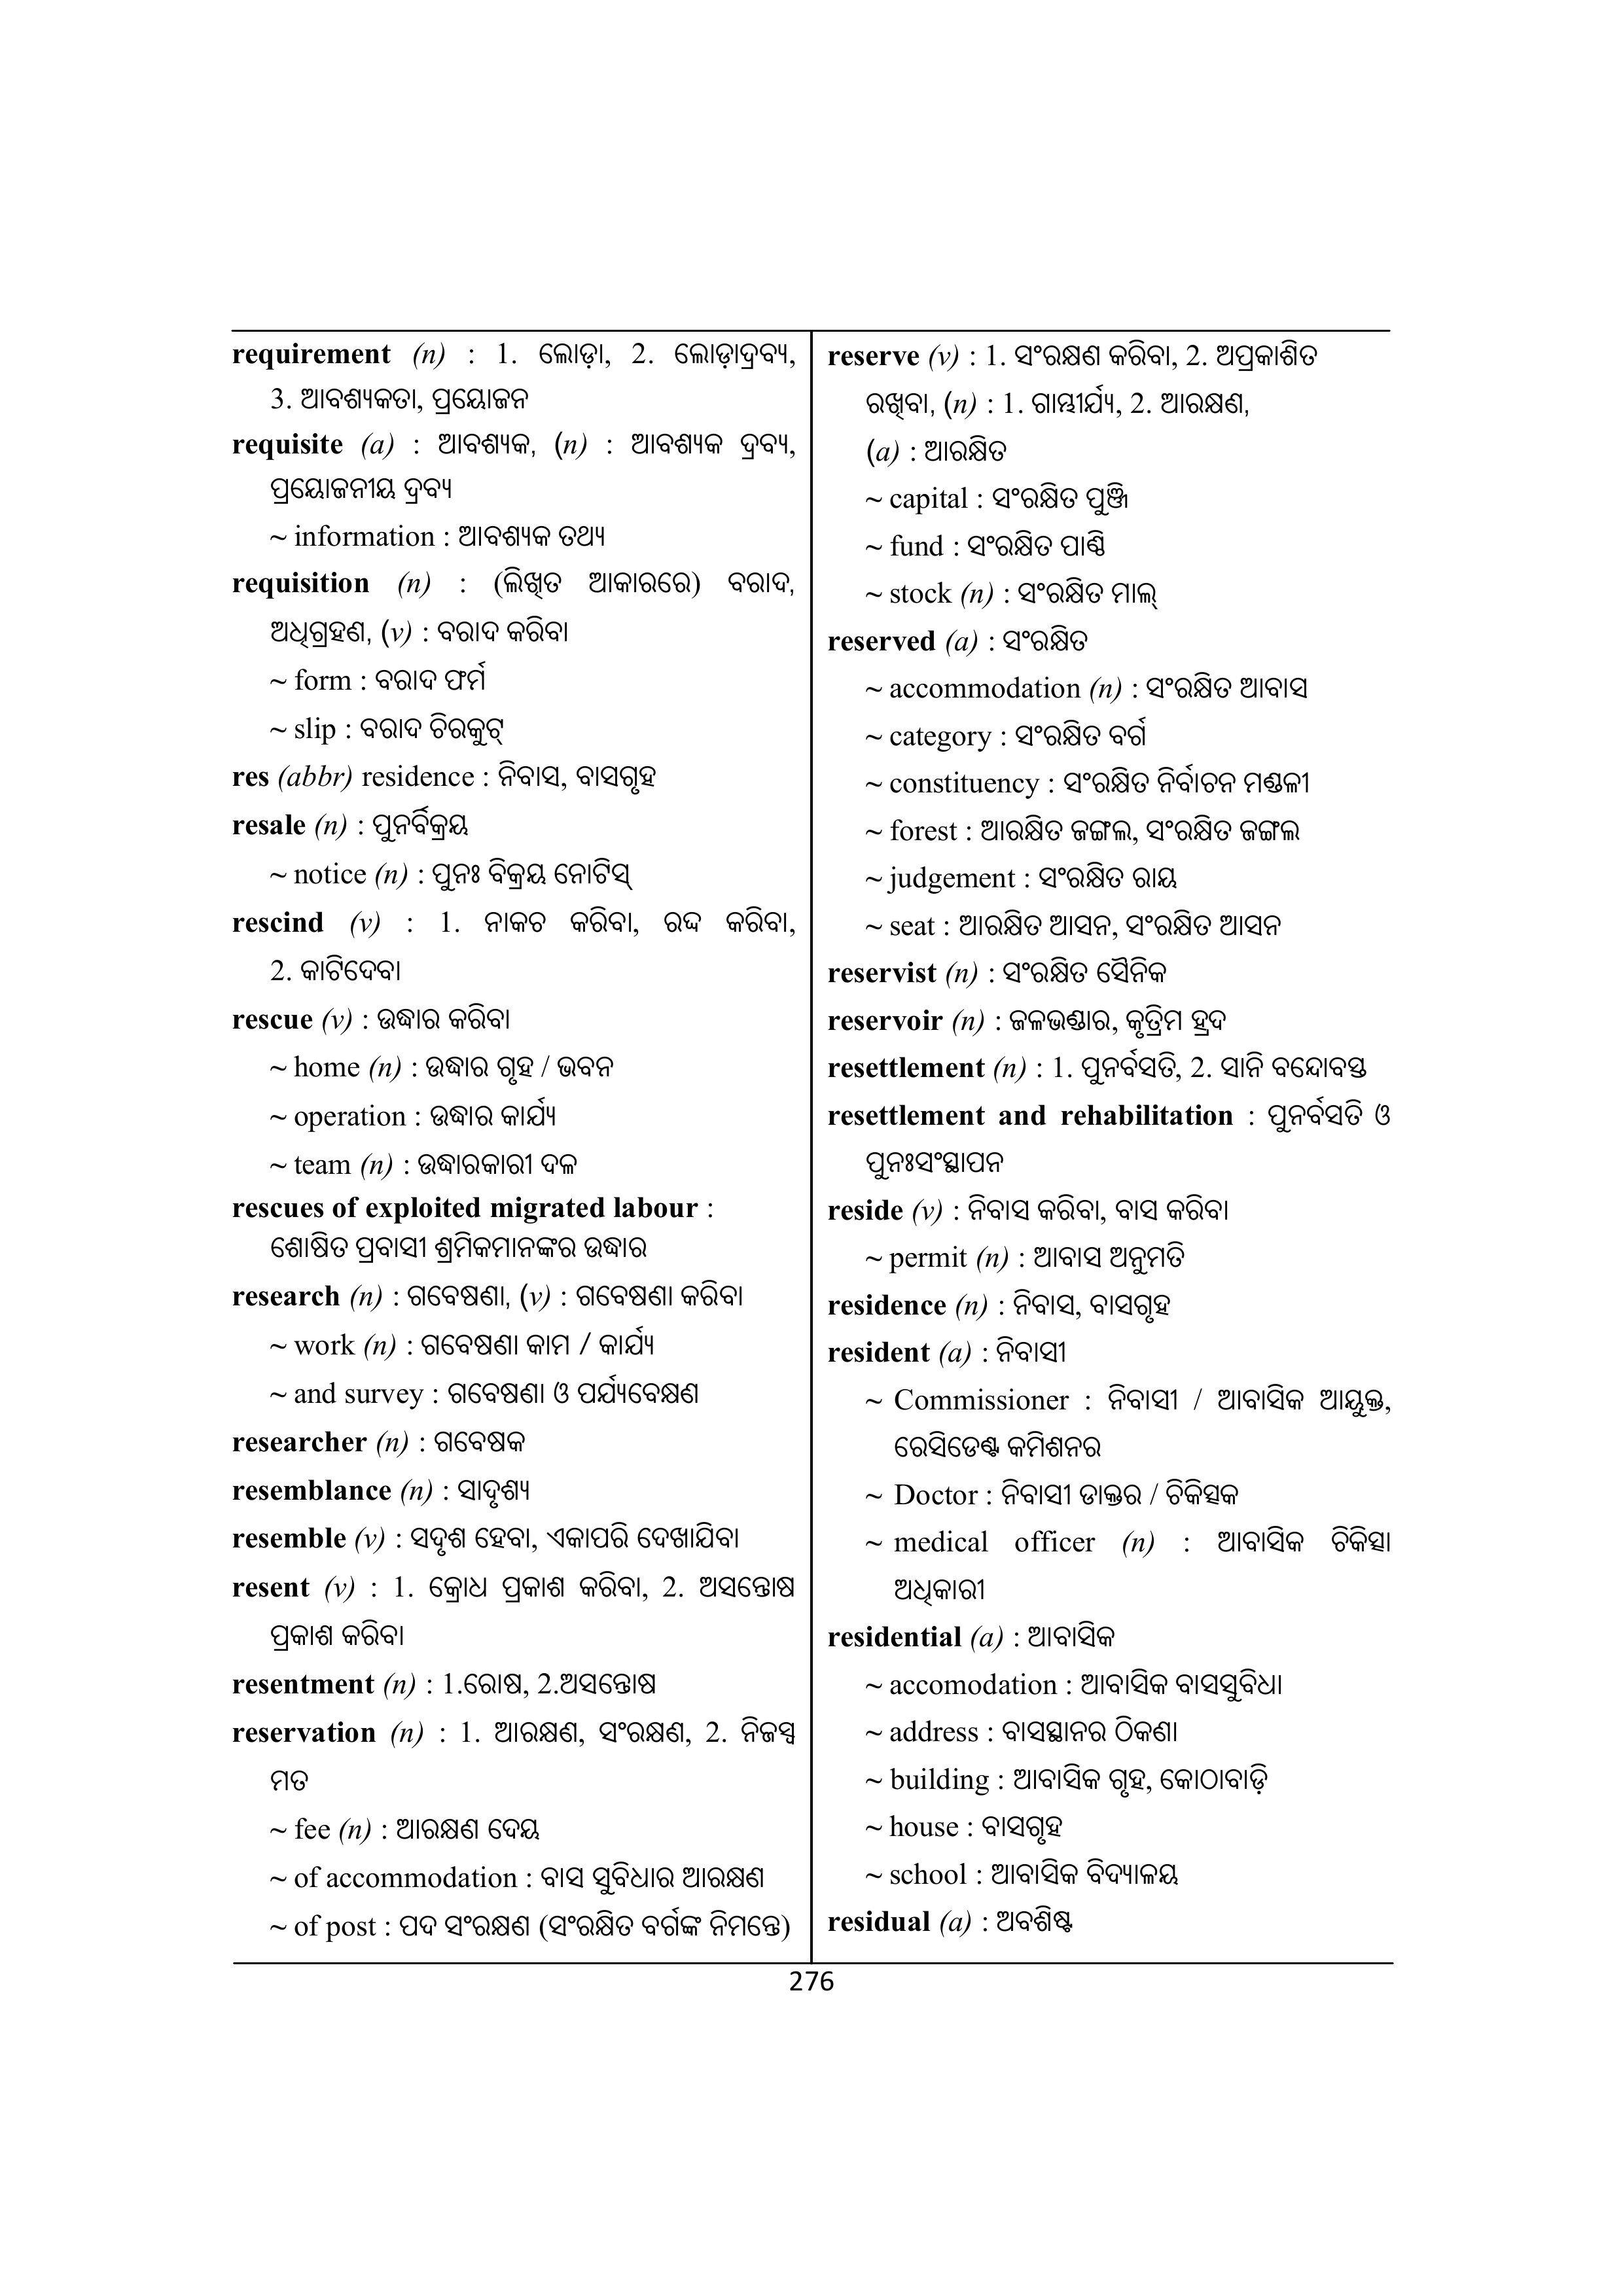 requirement (n) : 1. ଲୋଡ଼ା, 2. ଲୋଡ଼ାଦ୍ରବ୍ୟ,
3. ଆବଶ୍ୟକତା, ପ୍ରୟୋଜନ
requisite (a) : ଆବଶ୍ୟକ, (n) : ଆବଶ୍ୟକ ଦ୍ରବ୍ୟ,
ପ୍ରୟୋଜନୀୟ ଦ୍ରବ୍ୟ
~ information : ଆବଶ୍ୟକ ତଥ୍ୟ
requisition (n) : (ଲିଖିତ ଆକାରରେ) ବରାଦ,
ଅଧିଗ୍ରହଣ, (v) : ବରାଦ କରିବା
~ form : ବରାଦ ଫର୍ମ
~ slip : ବରାଦ ଚିରକୁଟ୍
res (abbr) residence : ନିବାସ, ବାସଗୃହ
resale (n) : ପୁନର୍ବିକ୍ରୟ
~ notice (n) : ପୁନଃ ବିକ୍ରୟ ନୋଟିସ୍
rescind (v) : 1. ନାକଚ କରିବା, ରଦ୍ଦ କରିବା,
2. କାଟିଦେବା
rescue (v) : ଉଦ୍ଧାର କରିବା
~ home (n) : ଉଦ୍ଧାର ଗୃହ / ଭବନ
~ operation : ଉଦ୍ଧାର କାର୍ଯ୍ୟ
~ team (n) : ଉଦ୍ଧାରକାରୀ ଦଳ
rescues of exploited migrated labour :
ଶୋଷିତ ପ୍ରବାସୀ ଶ୍ରମିକମାନଙ୍କର ଉଦ୍ଧାର
research (n) : ଗବେଷଣା, (v) : ଗବେଷଣା କରିବା
~ work (n) : ଗବେଷଣା କାମ / କାର୍ଯ୍ୟ
~ and survey : ଗବେଷଣା ଓ ପର୍ଯ୍ୟବେକ୍ଷଣ
researcher (n) : ଗବେଷକ
resemblance (n) : ସାଦୃଶ୍ୟ
resemble (v) : ସଦୃଶ ହେବା, ଏକାପରି ଦେଖାଯିବା
resent (v) : 1. କ୍ରୋଧ ପ୍ରକାଶ କରିବା, 2. ଅସନ୍ତୋଷ
ପ୍ରକାଶ କରିବା
resentment (n) : 1.ରୋଷ, 2.ଅସନ୍ତୋଷ
reservation (n) : 1. ଆରକ୍ଷଣ, ସଂରକ୍ଷଣ, 2. ନିଜସ୍ୱ
ମତ
~ fee (n) : ଆରକ୍ଷଣ ଦେୟ
~ of accommodation : ବାସ ସୁବିଧାର ଆରକ୍ଷଣ
~ of post : ପଦ ସଂରକ୍ଷଣ (ସଂରକ୍ଷିତ ବର୍ଗଙ୍କ ନିମନ୍ତେ)
reserve (v) : 1. ସଂରକ୍ଷଣ କରିବା, 2. ଅପ୍ରକାଶିତ
ରଖିବା, (n) : 1. ଗାମ୍ଭୀର୍ଯ୍ୟ, 2. ଆରକ୍ଷଣ,
(a) : ଆରକ୍ଷିତ
~ capital : ସଂରକ୍ଷିତ ପୁଞ୍ଜି
~ fund : ସଂରକ୍ଷିତ ପାଣ୍ଠି
~ stock (n) : ସଂରକ୍ଷିତ ମାଲ୍
reserved (a) : ସଂରକ୍ଷିତ
~ accommodation (n) : ସଂରକ୍ଷିତ ଆବାସ
~ category : ସଂରକ୍ଷିତ ବର୍ଗ
~ constituency : ସଂରକ୍ଷିତ ନିର୍ବାଚନ ମଣ୍ଡଳୀ
~ forest : ଆରକ୍ଷିତ ଜଙ୍ଗଲ, ସଂରକ୍ଷିତ ଜଙ୍ଗଲ
~ judgement : ସଂରକ୍ଷିତ ରାୟ
~ seat : ଆରକ୍ଷିତ ଆସନ, ସଂରକ୍ଷିତ ଆସନ
reservist (n) : ସଂରକ୍ଷିତ ସୈନିକ
reservoir (n) : ଜଳଭଣ୍ଡାର, କୃତ୍ରିମ ହ୍ରଦ
resettlement (n) : 1. ପୁନର୍ବସତି, 2. ସାନି ବନ୍ଦୋବସ୍ତ
resettlement and rehabilitation : ପୁନର୍ବସତି ଓ
ପୁନଃସଂସ୍ଥାପନ
reside (v) : ନିବାସ କରିବା, ବାସ କରିବା
~ permit (n) : ଆବାସ ଅନୁମତି
residence (n) : ନିବାସ, ବାସଗୃହ
resident (a) : ନିବାସୀ
~ Commissioner : ନିବାସୀ / ଆବାସିକ ଆୟୁକ୍ତ,
ରେସିଡେଣ୍ଟ କମିଶନର
~ Doctor : ନିବାସୀ ଡାକ୍ତର / ଚିକିତ୍ସକ
~ medical officer (n) : ଆବାସିକ ଚିକିତ୍ସା
ଅଧିକାରୀ
residential (a) : ଆବାସିକ
~ accomodation : ଆବାସିକ ବାସସୁବିଧା
~ address : ବାସସ୍ଥାନର ଠିକଣା
~ building : ଆବାସିକ ଗୃହ, କୋଠାବାଡ଼ି
~ house : ବାସଗୃହ
~ school : ଆବାସିକ ବିଦ୍ୟାଳୟ
residual (a) : ଅବଶିଷ୍ଟ
276